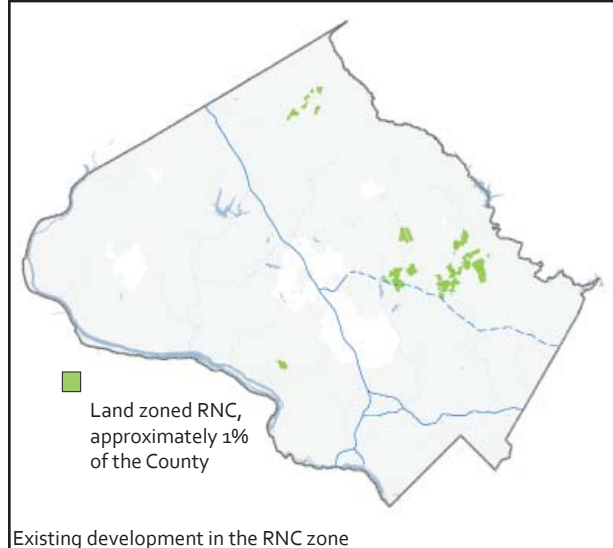 Land zoned RNC,
approximately 1%
of the County
Existing development in the RNC zone